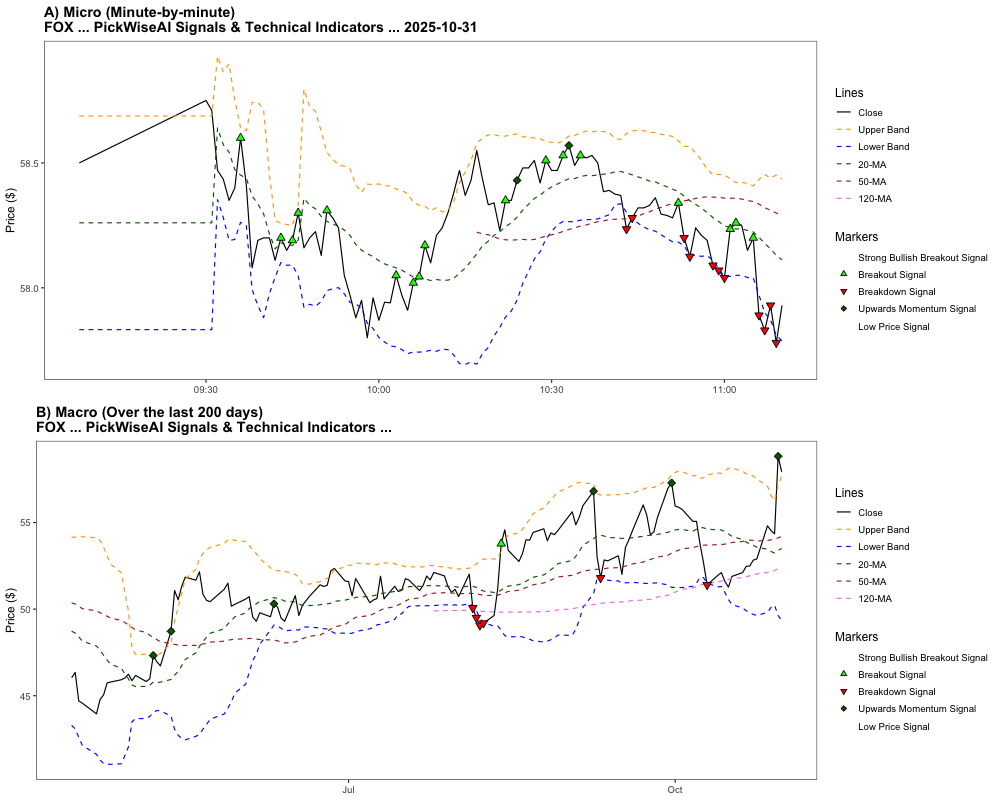 A) Micro (Minute-by-minute)
FOX ... PickWiseAI Signals & Technical Indicators ... 2025-10-31
Price ($)
58.5
58.0
09:30
10:00
10:30
11:00
Lines
Close
Upper Band
Lower Band
20-MA
50-MA
120-MA
Markers
Strong Bullish Breakout Signal
Breakout Signal
Breakdown Signal
Upwards Momentum Signal
Low Price Signal
B) Macro (Over the last 200 days)
FOX ... PickWiseAI Signals & Technical Indicators ...
Price ($)
55
50
45
Jul
Oct
Lines
Close
Upper Band
Lower Band
20-MA
50-MA
120-MA
Markers
Strong Bullish Breakout Signal
Breakout Signal
Breakdown Signal
Upwards Momentum Signal
Low Price Signal